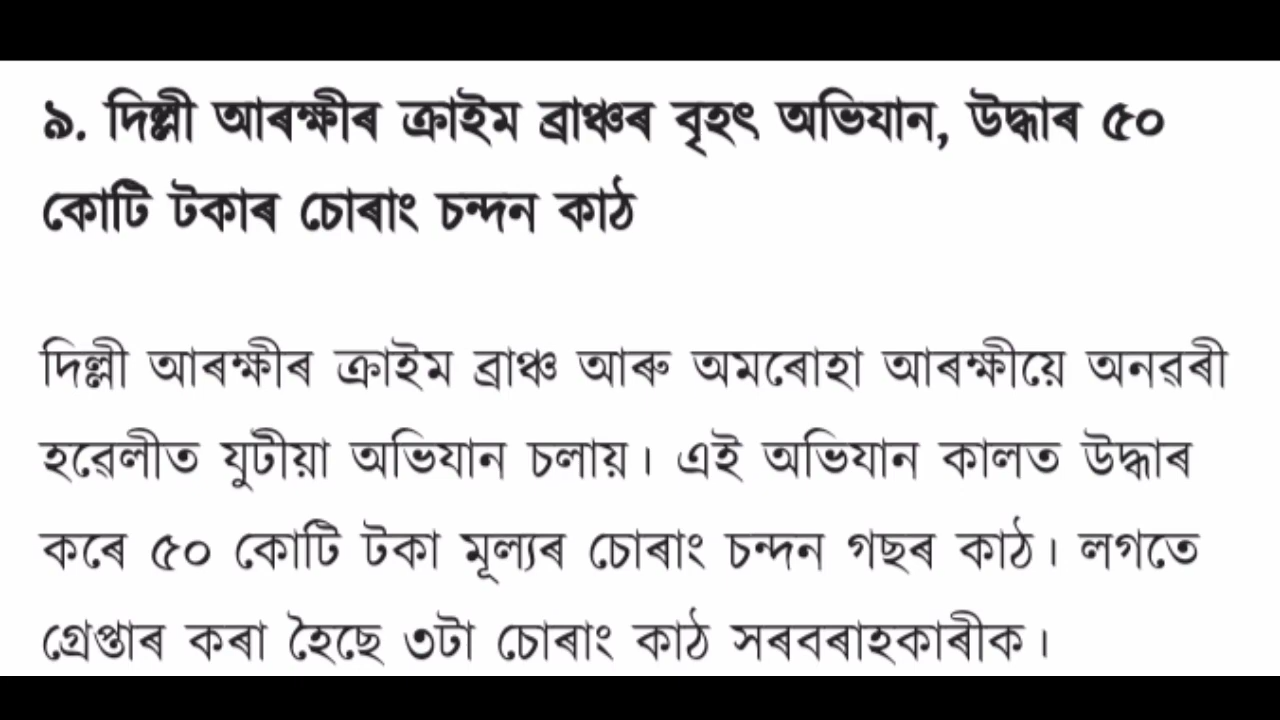 ৯. দিল্লী আৰক্ষীৰ ক্ৰাইম ব্ৰাঞ্চৰ বৃহৎ অভিযান, উদ্ধাৰ ৫০
কোটি টকাৰ চোৰাং চন্দন কাঠ
দিল্লী আৰক্ষীৰ ক্ৰাইম ব্ৰাঞ্চ আৰু অমৰোহা আৰক্ষীয়ে অনৱৰী
হৱেলীত যুটীয়া অভিযান চলায়। এই অভিযান কালত উদ্ধাৰ
কৰে ৫০ কোটি টকা মূল্যৰ চোৰাং চন্দন গছৰ কাঠ। লগতে
গ্ৰেপ্তাৰ কৰা হৈছে ৩টা চোৰাং কাঠ সৰবৰাহকাৰীক।